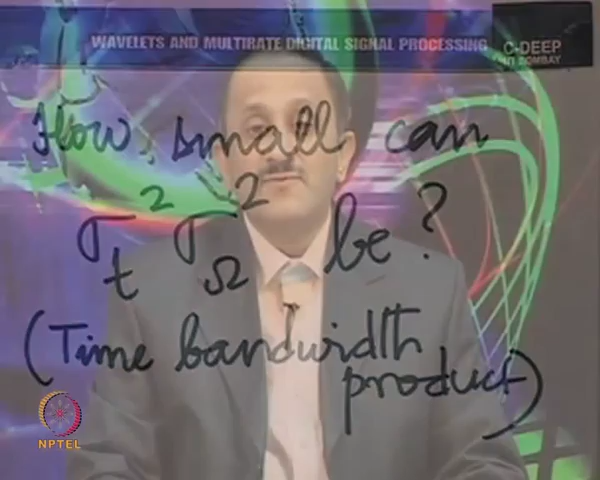 WAVELETS AND MULTIRATE DIGITAL SIGNAL PROCESSING
C-DEEP
IIT BOMBAY
How small can
σt² σΩ² be?
(Time bandwidth
product)
NPTEL